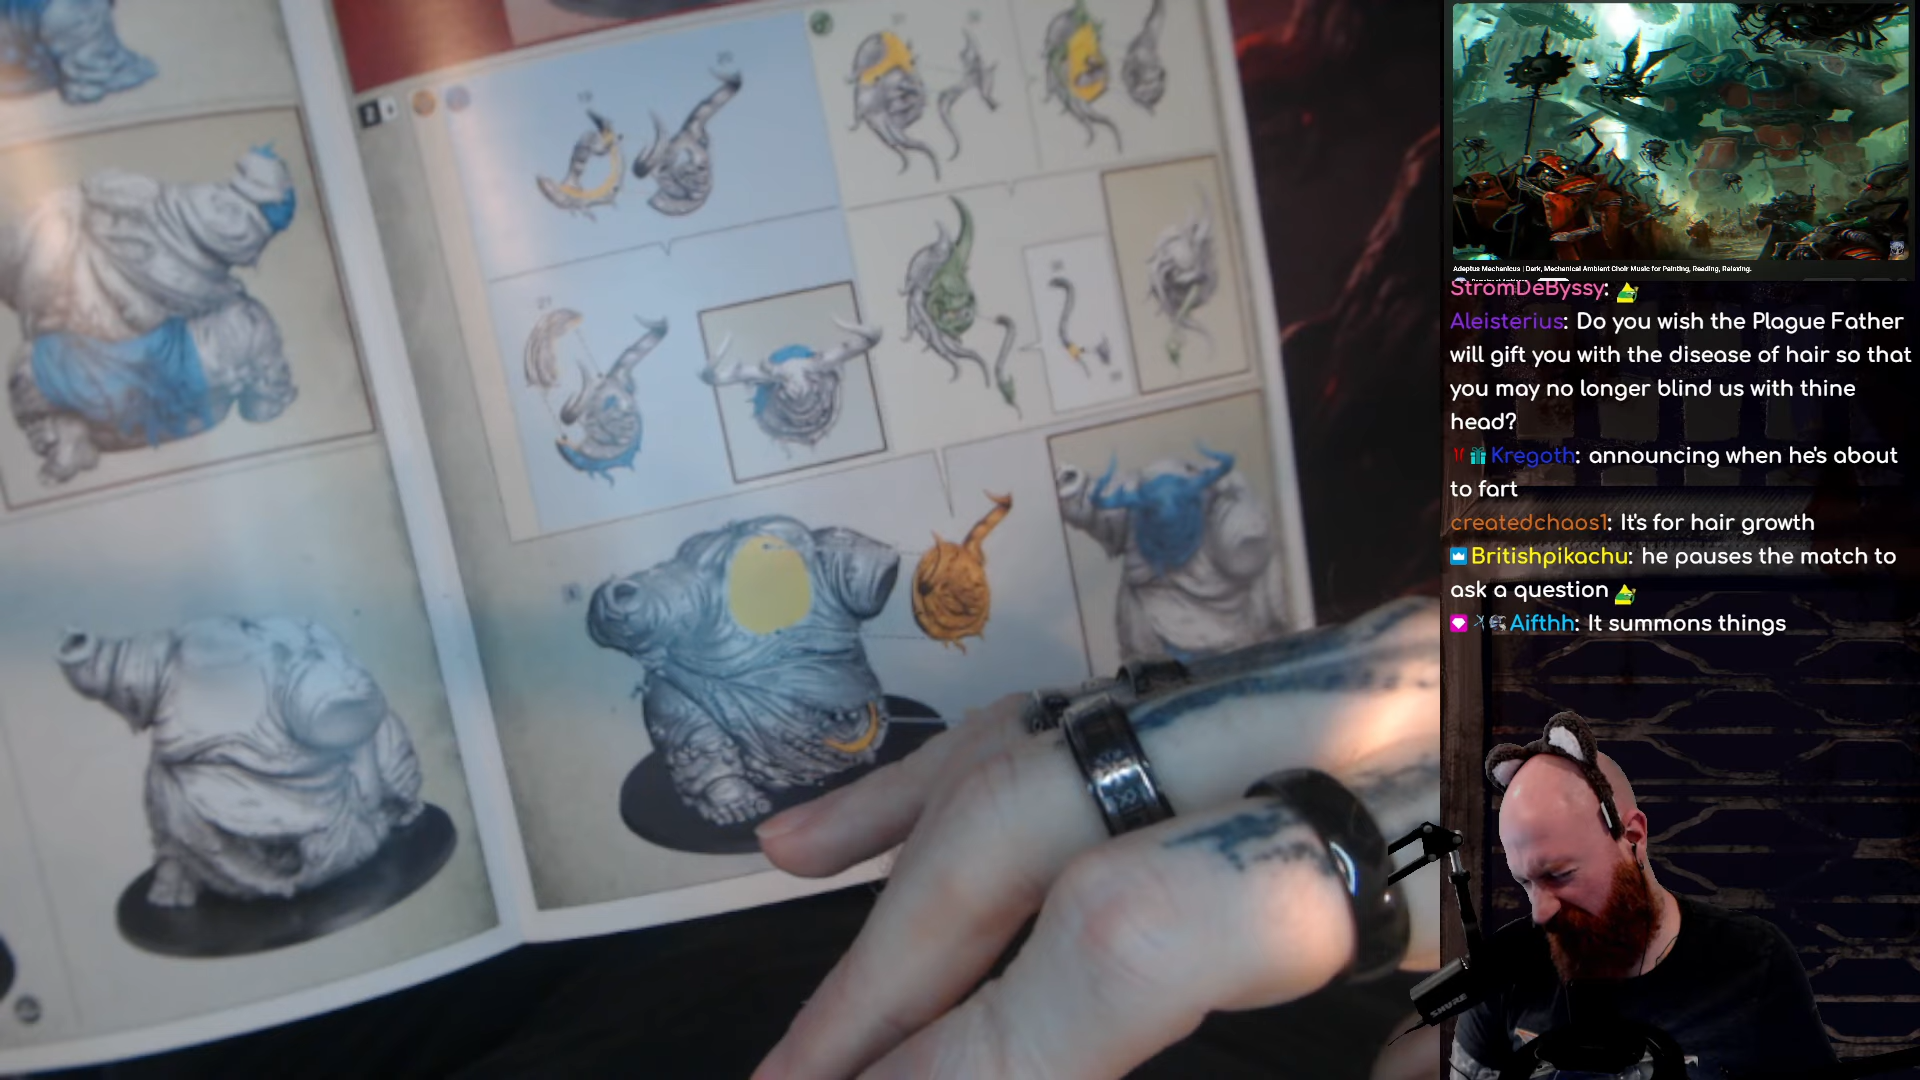 Adeptus Mechanicus | Dark, Mechanical Ambient Choir Music for Painting, Reading, Relaxing.
StromDeByssy:
Aleisterius: Do you wish the Plague Father
will gift you with the disease of hair so that
you may no longer blind us with thine
head?
Kregoth: announcing when he's about
to fart
createdchaos1: It's for hair growth
Britishpikachu: he pauses the match to
ask a question
Aifthh: It summons things
SHURE